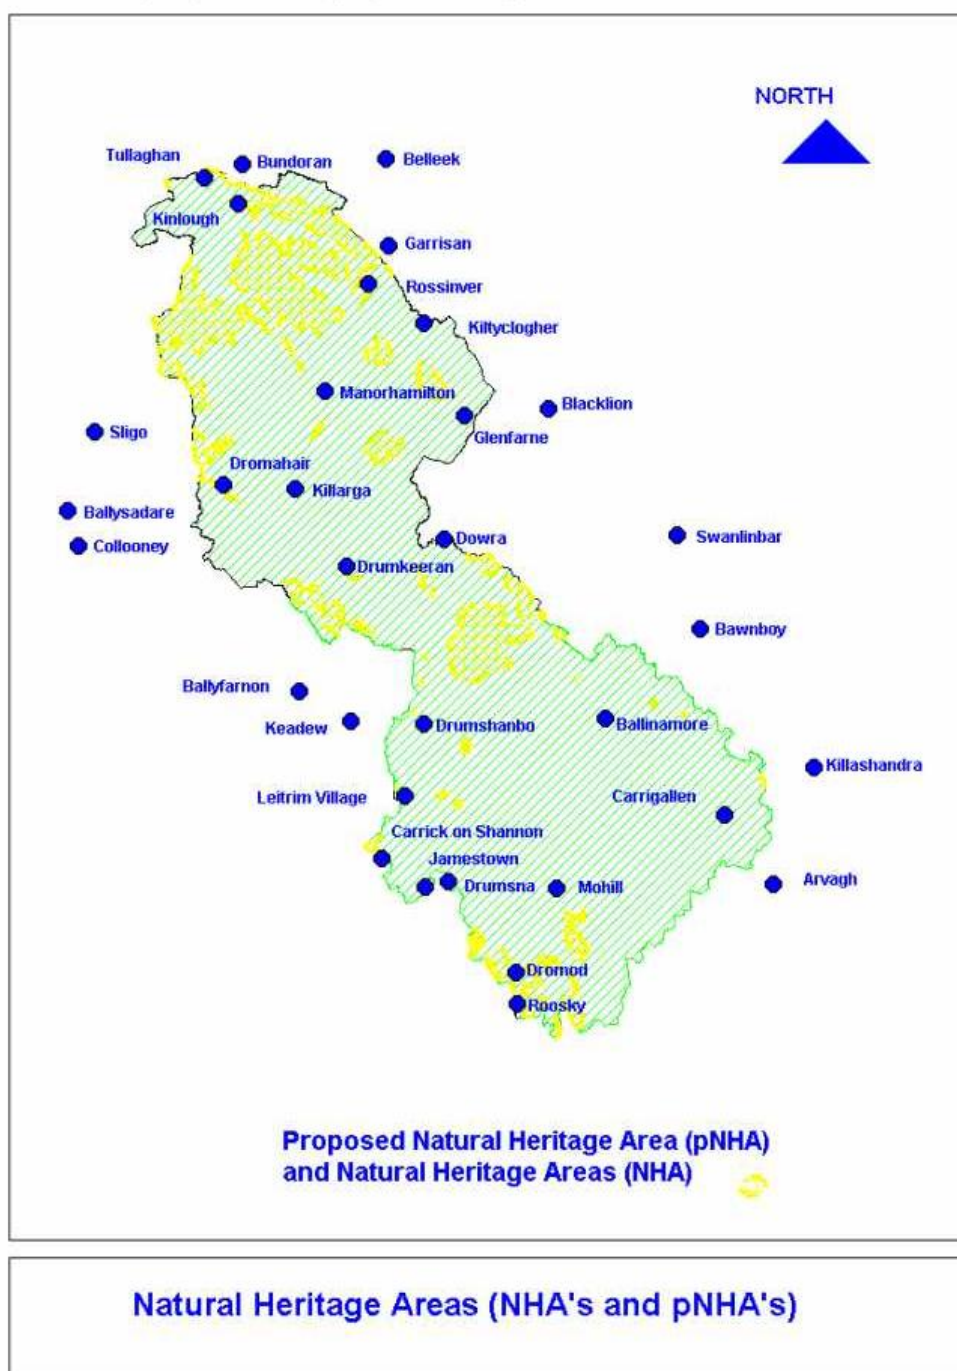 NORTH
Tullaghan
Bundoran
Belleek
Kinlough
Garrisan
Rossinver
Kiltyclogher
Manorhamilton
Blacklion
Sligo
Glenfarne
Dromahair
Killarga
Ballysadare
Collooney
Dowra
Swanlinbar
Drumkeeran
Bawnboy
Ballyfarnon
Keadew
Drumshanbo
Ballinamore
Killashandra
Leitrim Village
Carrigallen
Carrick on Shannon
Jamestown
Drumsna
Mohill
Arvagh
Dromod
Roosky
Proposed Natural Heritage Area (pNHA)
and Natural Heritage Areas (NHA)
Natural Heritage Areas (NHA's and pNHA's)